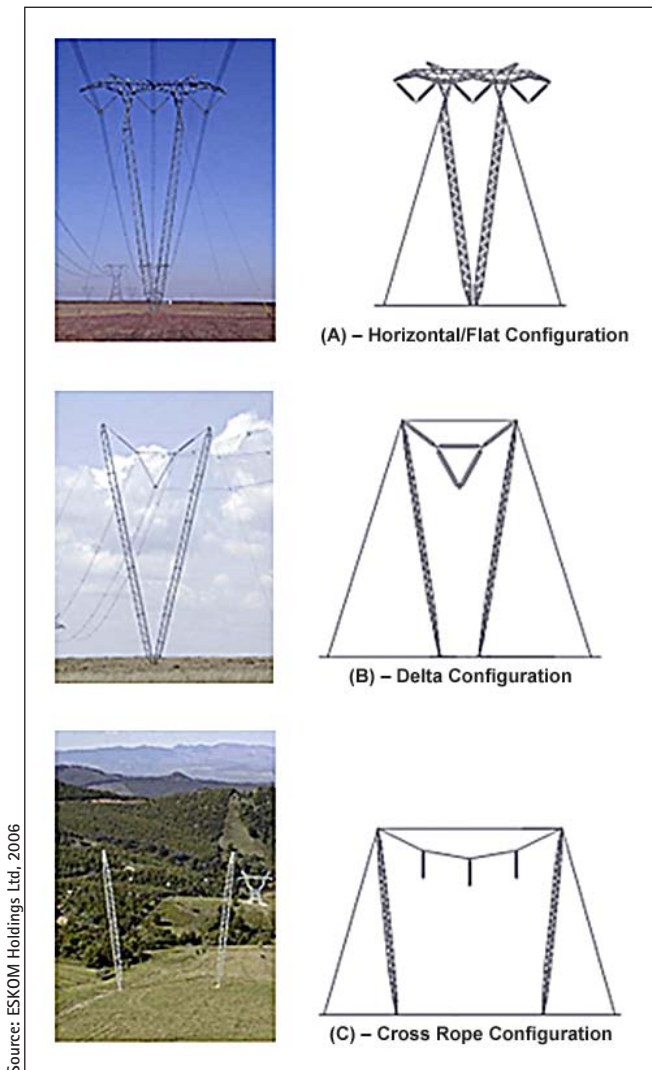 (A) – Horizontal/Flat Configuration
(B) – Delta Configuration
(C) – Cross Rope Configuration
Source: ESKOM Holdings Ltd, 2006